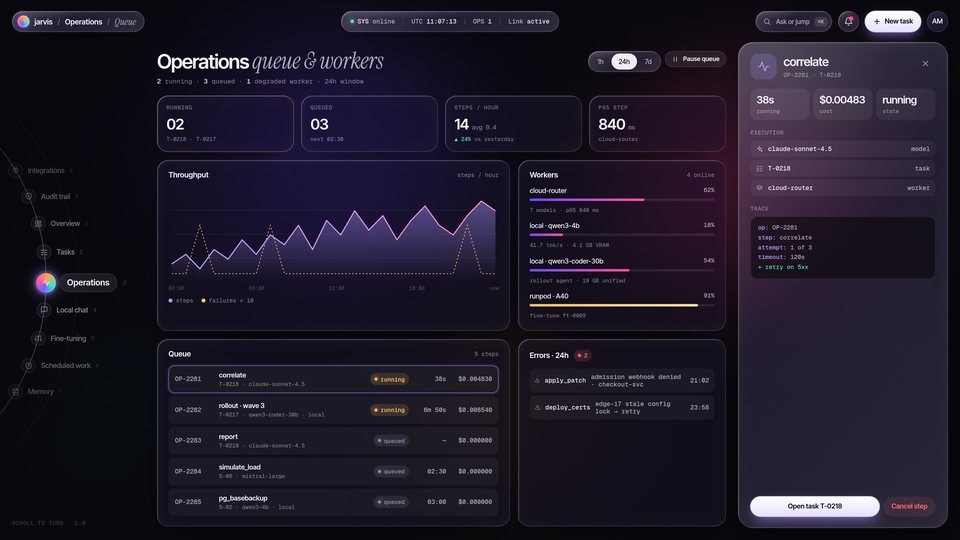 jarvis / Operations / Queue
SYS online | UTC 11:07:13 | OPS 1 | Link active
Ask or jump ⌘K
+ New task
AM
Operations queue & workers
2 running · 3 queued · 1 degraded worker · 24h window
1h 24h 7d
Pause queue
RUNNING
02
T-0218 · T-0217
QUEUED
03
next 02:30
STEPS / HOUR
14 avg 9.4
▲ 24% vs yesterday
P95 STEP
840 ms
cloud-router
Integrations
Audit trail
Overview 1
Tasks 2
Operations 3
Local chat 4
Fine-tuning 5
Scheduled work 6
Memory 7
SCROLL TO TURN · 1-9
Throughput
steps / hour
00:00 06:00 12:00 18:00 now
steps failures × 10
Workers
4 online
cloud-router 62%
7 models · p95 840 ms
local · qwen3-4b 18%
41.7 tok/s · 4.1 GB VRAM
local · qwen3-coder-30b 54%
rollout agent · 19 GB unified
runpod · A40 91%
fine-tune ft-0009
Queue
5 steps
OP-2281 correlate running 38s $0.004830
T-0218 · claude-sonnet-4.5
OP-2282 rollout · wave 3 running 6m 50s $0.008540
T-0217 · qwen3-coder-30b · local
OP-2283 report queued — $0.000000
T-0218 · claude-sonnet-4.5
OP-2284 simulate_load queued 02:30 $0.000000
S-06 · mistral-large
OP-2285 pg_basebackup queued 03:00 $0.000000
S-02 · qwen3-4b · local
Errors · 24h 2
apply_patch admission webhook denied · checkout-svc 21:02
deploy_certs edge-17 stale config lock → retry 23:58
correlate
OP-2281 · T-0218
38s
running
$0.00483
cost
running
state
EXECUTION
claude-sonnet-4.5 model
T-0218 task
cloud-router worker
TRACE
op: OP-2281
step: correlate
attempt: 1 of 3
timeout: 120s
+ retry on 5xx
Open task T-0218
Cancel step